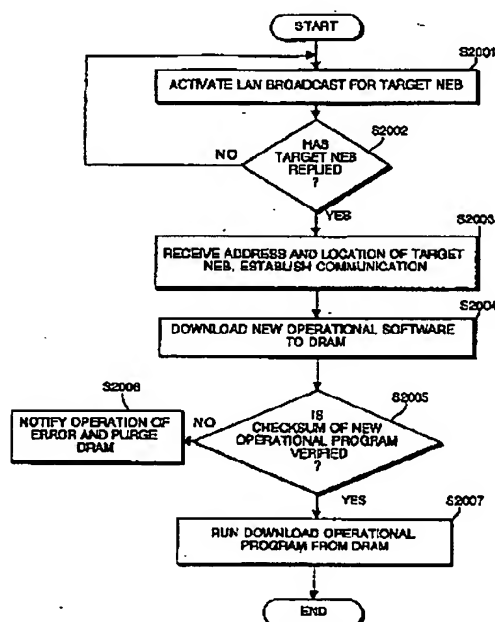 START
S2001
ACTIVATE LAN BROADCAST FOR TARGET NEB
S2002
HAS
TARGET NEB
REPLIED
?
NO
YES
S2003
RECEIVE ADDRESS AND LOCATION OF TARGET
NEB, ESTABLISH COMMUNICATION
S2004
DOWNLOAD NEW OPERATIONAL SOFTWARE
TO DRAM
S2006
NOTIFY OPERATION OF
ERROR AND PURGE
DRAM
NO
S2005
IS
CHECKSUM OF NEW
OPERATIONAL PROGRAM
VERIFIED
?
YES
S2007
RUN DOWNLOAD OPERATIONAL
PROGRAM FROM DRAM
END